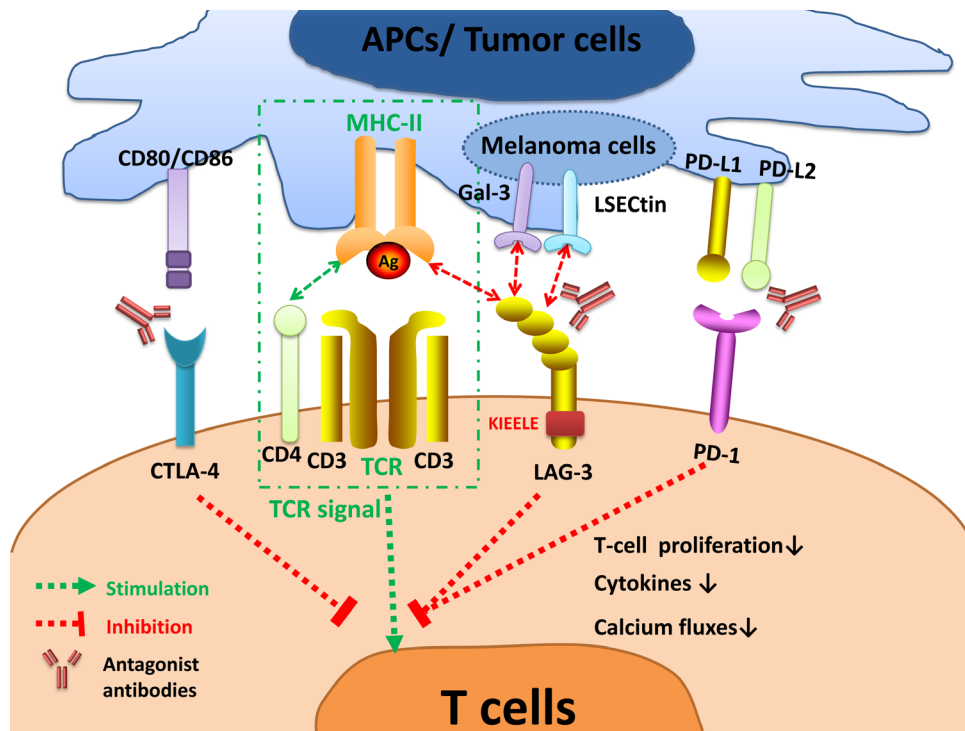 APCs/ Tumor cells
MHC-II
CD80/CD86
Melanoma cells
PD-L1
PD-L2
Gal-3
LSECtin
Ag
KIEELE
CD4
CD3
TCR
CD3
CTLA-4
LAG-3
PD-1
TCR signal
T-cell proliferation↓
Cytokines ↓
Calcium fluxes↓
Stimulation
Inhibition
Antagonist
antibodies
T cells